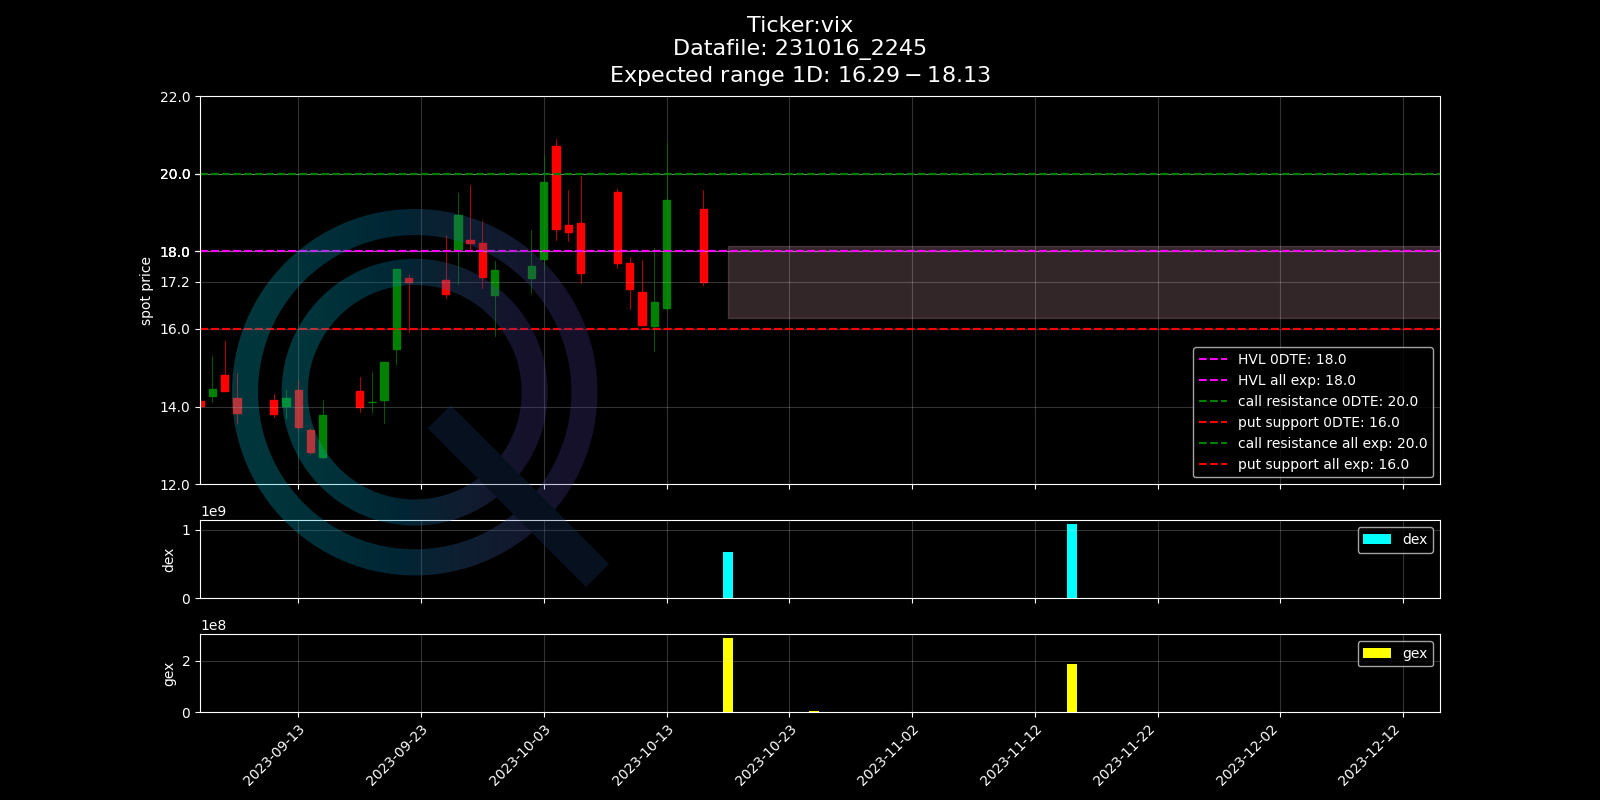 Ticker:vix
Datafile: 231016_2245
Expected range 1D: 16.29 − 18.13
22.0
20.0
18.0
17.2
16.0
14.0
12.0
spot price
HVL 0DTE: 18.0
HVL all exp: 18.0
call resistance 0DTE: 20.0
put support 0DTE: 16.0
call resistance all exp: 20.0
put support all exp: 16.0
1e9
1
0
dex
dex
1e8
2
0
gex
gex
2023-09-13
2023-09-23
2023-10-03
2023-10-13
2023-10-23
2023-11-02
2023-11-12
2023-11-22
2023-12-02
2023-12-12